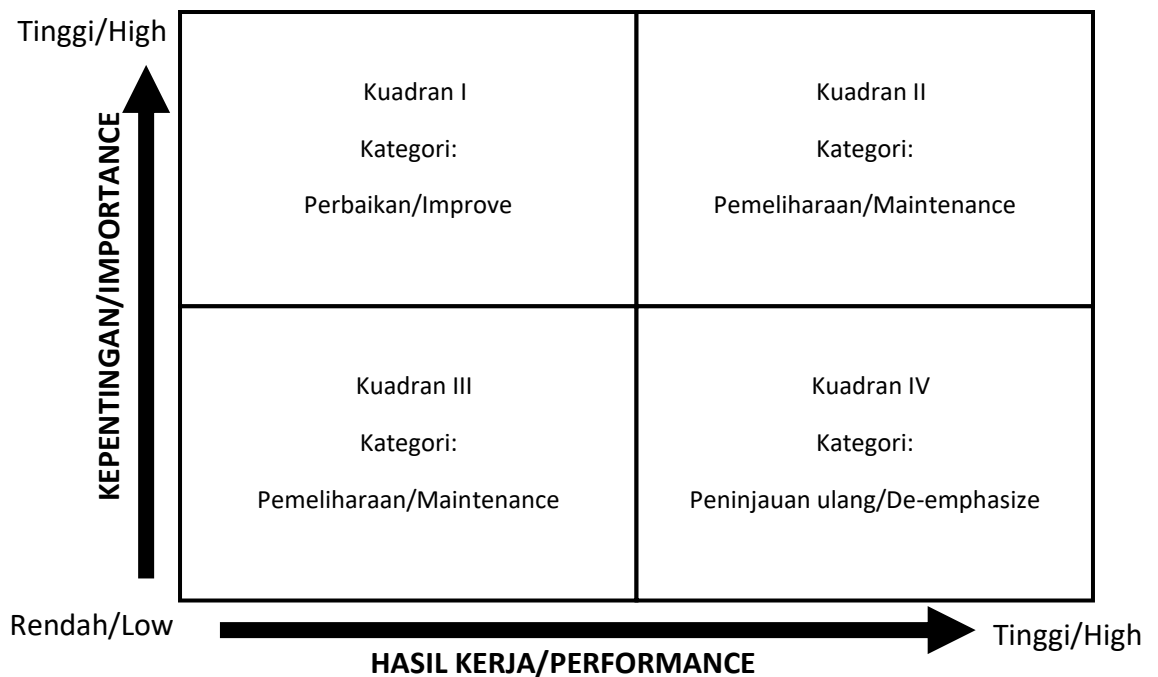 Tinggi/High
KEPENTINGAN/IMPORTANCE
Kuadran I
Kategori:
Perbaikan/Improve
Kuadran II
Kategori:
Pemeliharaan/Maintenance
Kuadran III
Kategori:
Pemeliharaan/Maintenance
Kuadran IV
Kategori:
Peninjauan ulang/De-emphasize
Rendah/Low
Tinggi/High
HASIL KERJA/PERFORMANCE